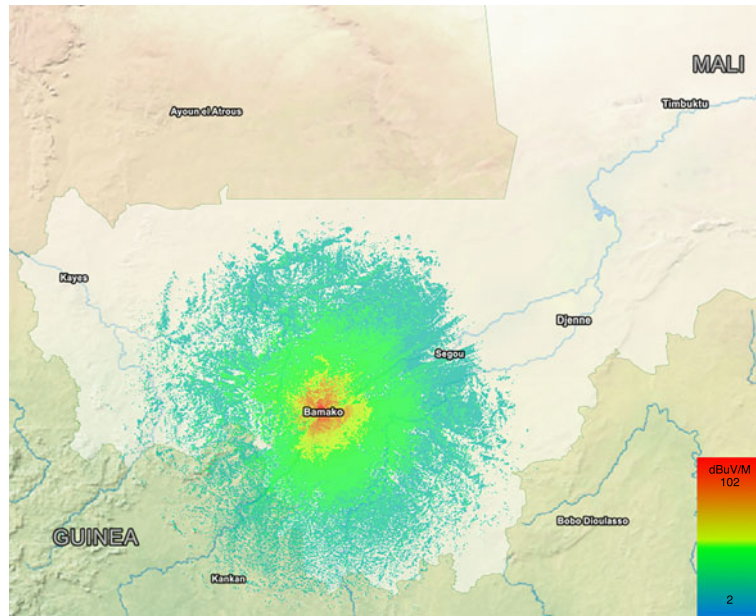 MALI
Timbuktu
Ayoun el Atrous
Kayes
Djenne
Segou
Bamako
dBuV/M
102
Bobo Dioulasso
GUINEA
Kankan
2